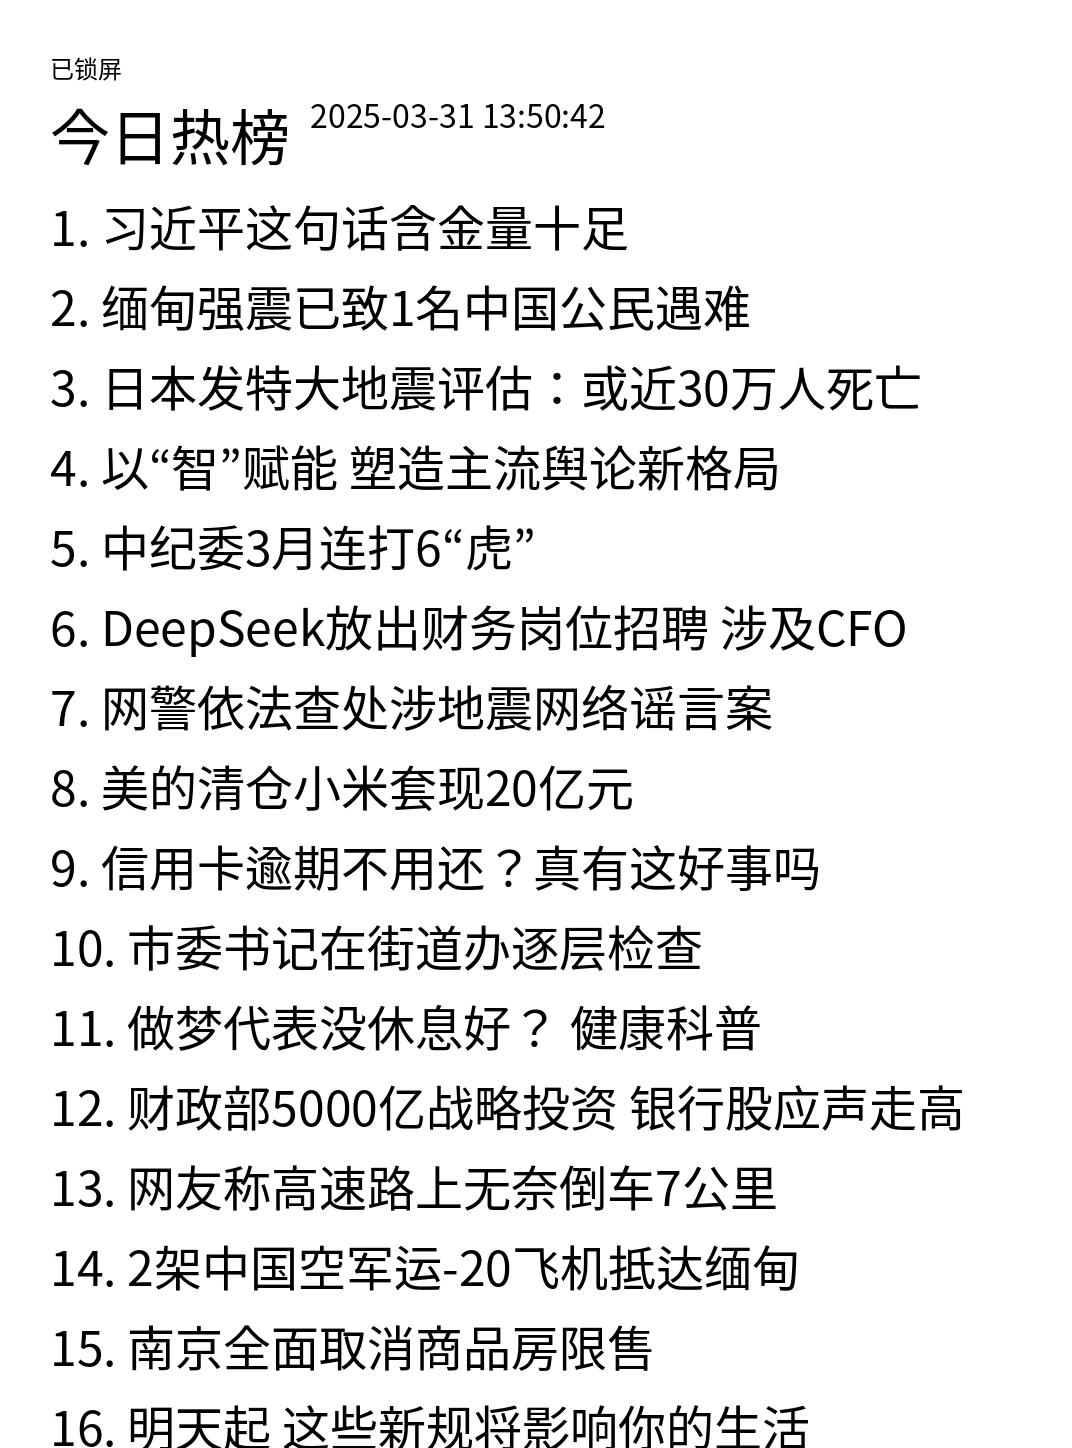 已锁屏
今日热榜 2025-03-31 13:50:42
1. 习近平这句话含金量十足
2. 缅甸强震已致1名中国公民遇难
3. 日本发特大地震评估：或近30万人死亡
4. 以“智”赋能 塑造主流舆论新格局
5. 中纪委3月连打6“虎”
6. DeepSeek放出财务岗位招聘 涉及CFO
7. 网警依法查处涉地震网络谣言案
8. 美的清仓小米套现20亿元
9. 信用卡逾期不用还？真有这好事吗
10. 市委书记在街道办逐层检查
11. 做梦代表没休息好？ 健康科普
12. 财政部5000亿战略投资 银行股应声走高
13. 网友称高速路上无奈倒车7公里
14. 2架中国空军运-20飞机抵达缅甸
15. 南京全面取消商品房限售
16. 明天起 这些新规将影响你的生活